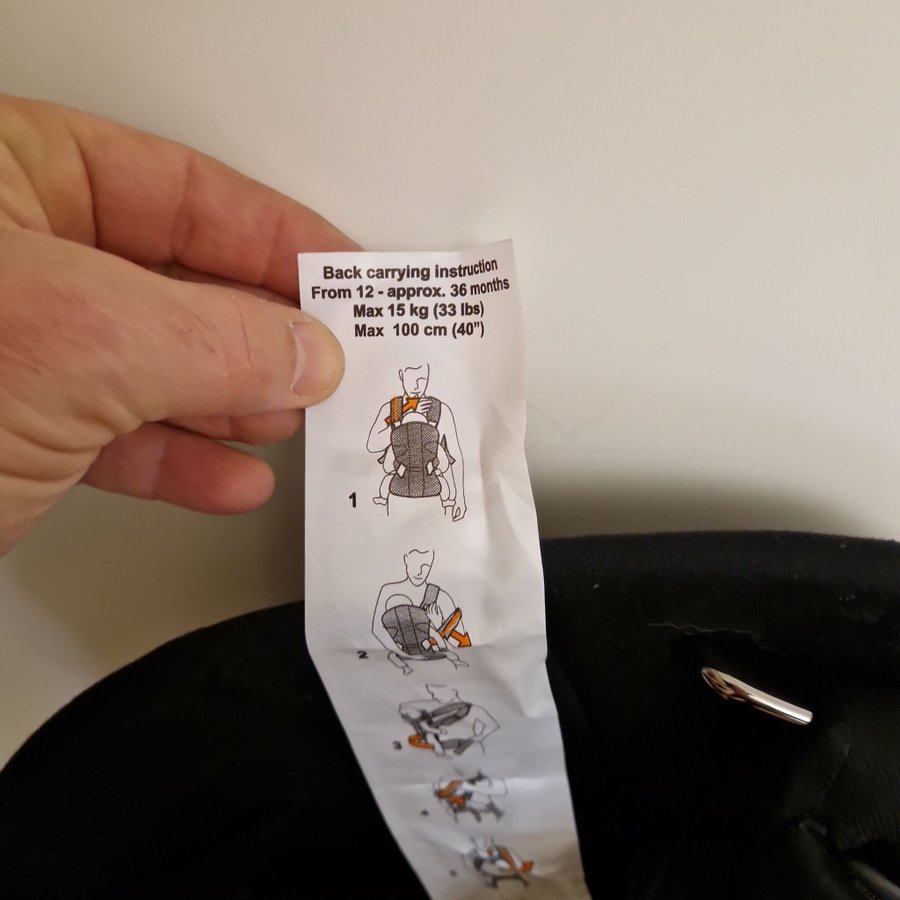 Back carrying instruction
From 12 - approx. 36 months
Max 15 kg (33 lbs)
Max 100 cm (40”)
1
2
3
4